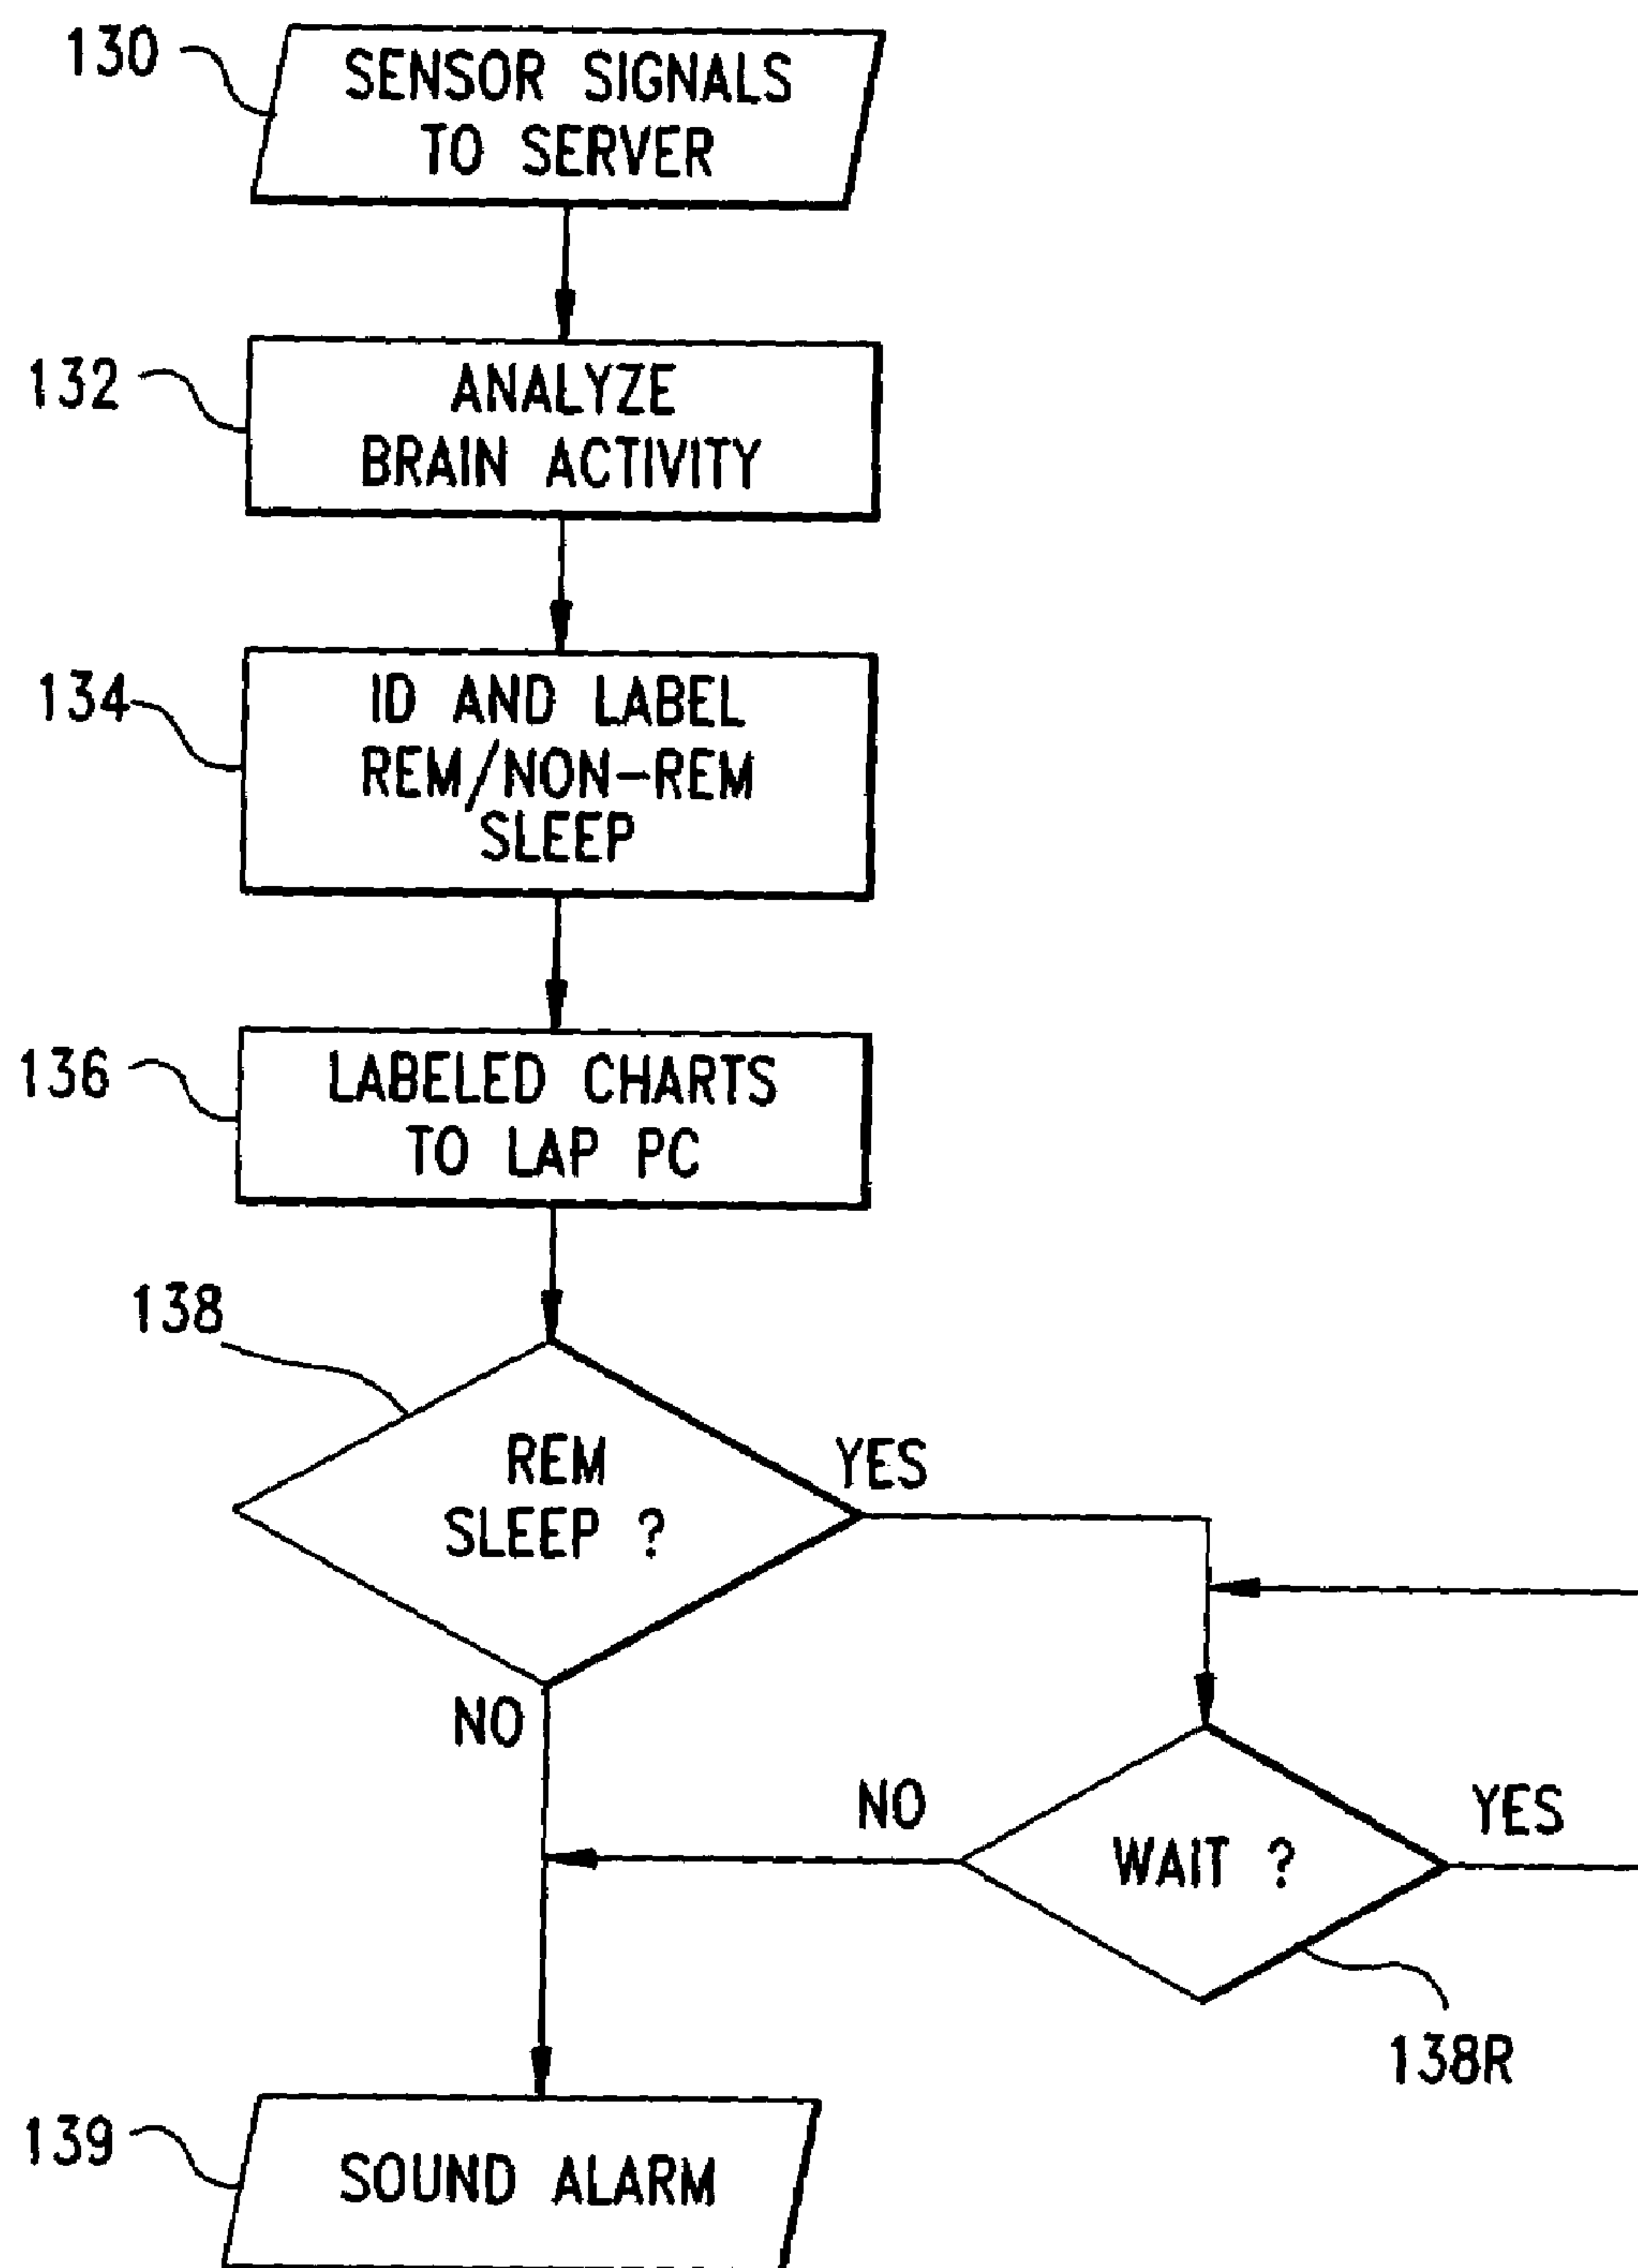 130
SENSOR SIGNALS
TO SERVER
132
ANALYZE
BRAIN ACTIVITY
134
ID AND LABEL
REM/NON-REM
SLEEP
136
LABELED CHARTS
TO LAP PC
138
REM
SLEEP ?
YES
NO
NO
WAIT ?
YES
138R
139
SOUND ALARM